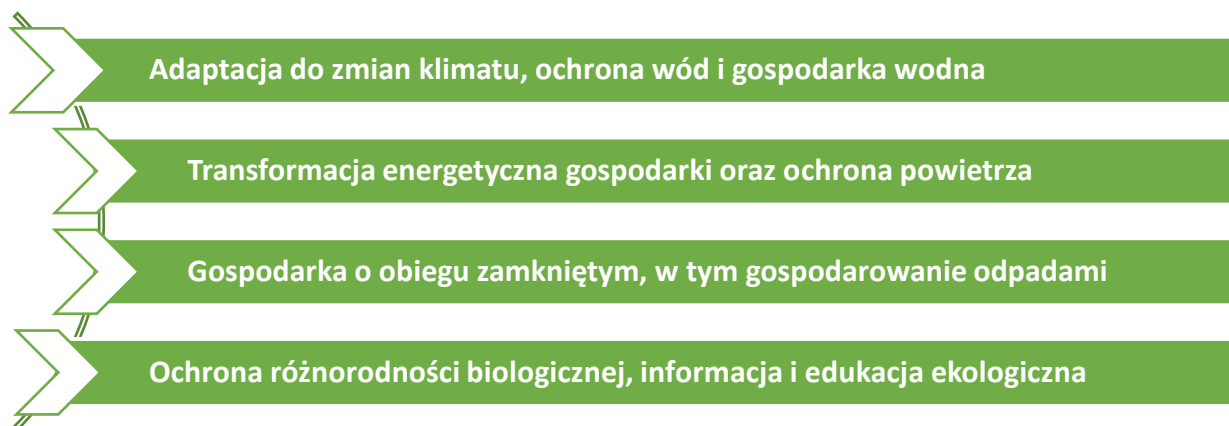 Adaptacja do zmian klimatu, ochrona wód i gospodarka wodna
Transformacja energetyczna gospodarki oraz ochrona powietrza
Gospodarka o obiegu zamkniętym, w tym gospodarowanie odpadami
Ochrona różnorodności biologicznej, informacja i edukacja ekologiczna